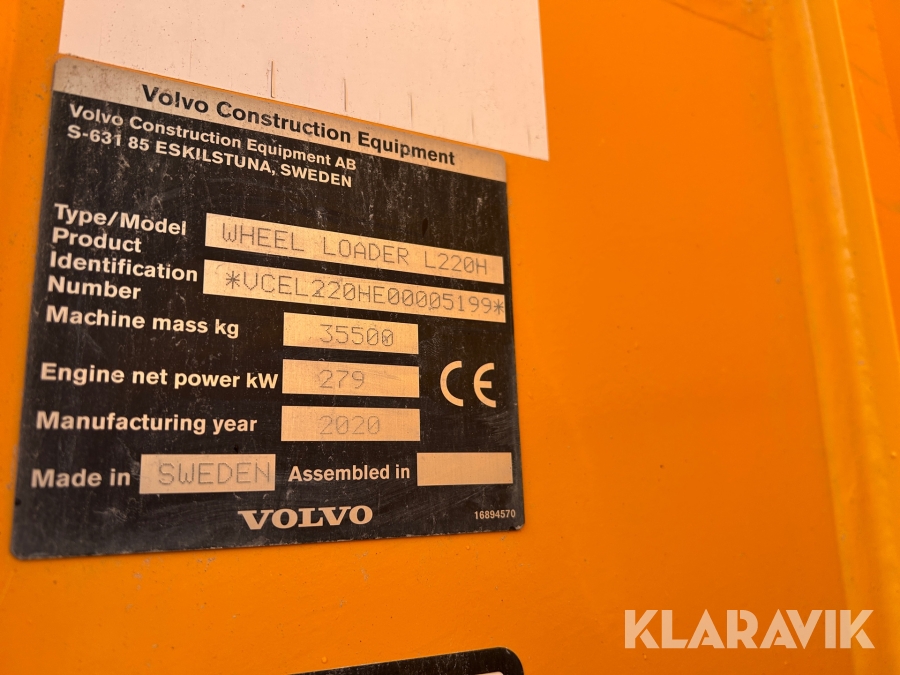 Volvo Construction Equipment
Volvo Construction Equipment AB
S-631 85 ESKILSTUNA, SWEDEN
Type/Model WHEEL LOADER L220H
Product
Identification
Number *VCEL220HE00005199*
Machine mass kg 35500
Engine net power kW 279
CE
Manufacturing year 2020
Made in SWEDEN Assembled in
VOLVO 16894570
KLARAVIK